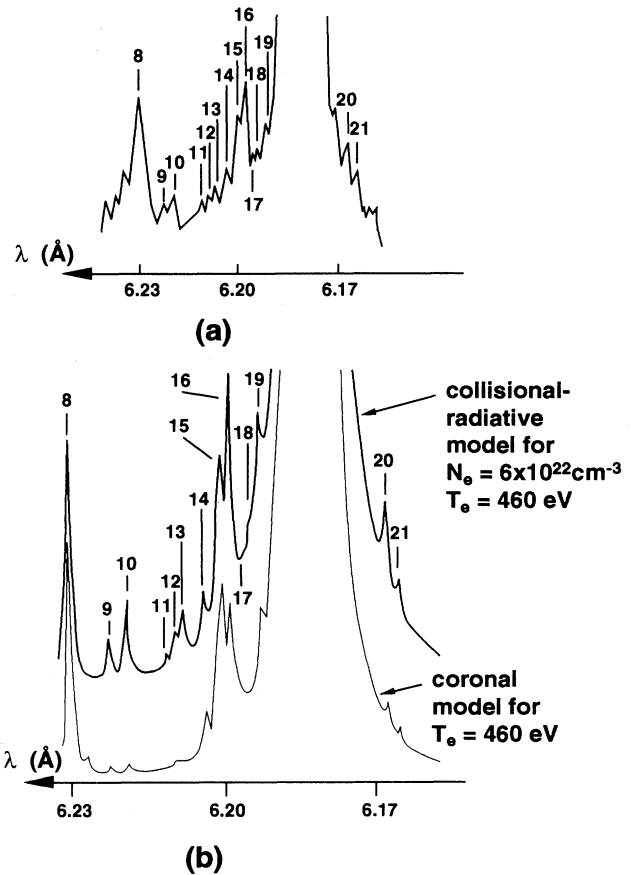 16
15
19
8
14
18
13
12
11
10
9
20
21
17
λ (Å)
6.23
6.20
6.17
(a)
16
19
8
15
18
collisional-
radiative
model for
Nₑ = 6x10²²cm⁻³
Tₑ = 460 eV
20
14
13
21
10
12
9
11
17
coronal
model for
Tₑ = 460 eV
λ (Å)
6.23
6.20
6.17
(b)